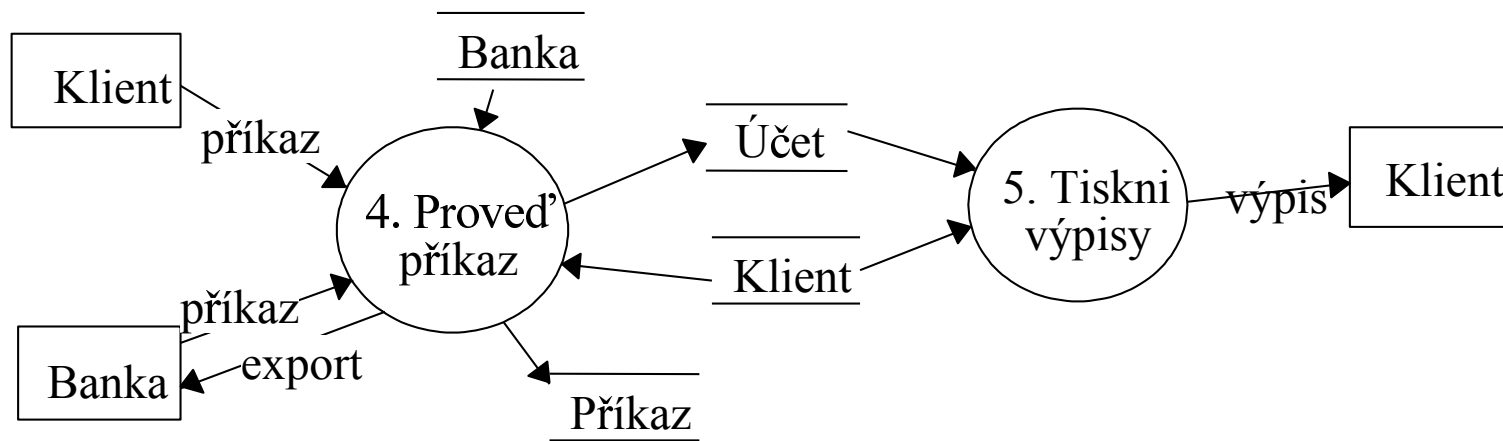 Klient
příkaz
Banka
4. Proveď
příkaz
příkaz
export
Banka
Účet
Klient
Příkaz
5. Tiskni
výpisy
výpis
Klient